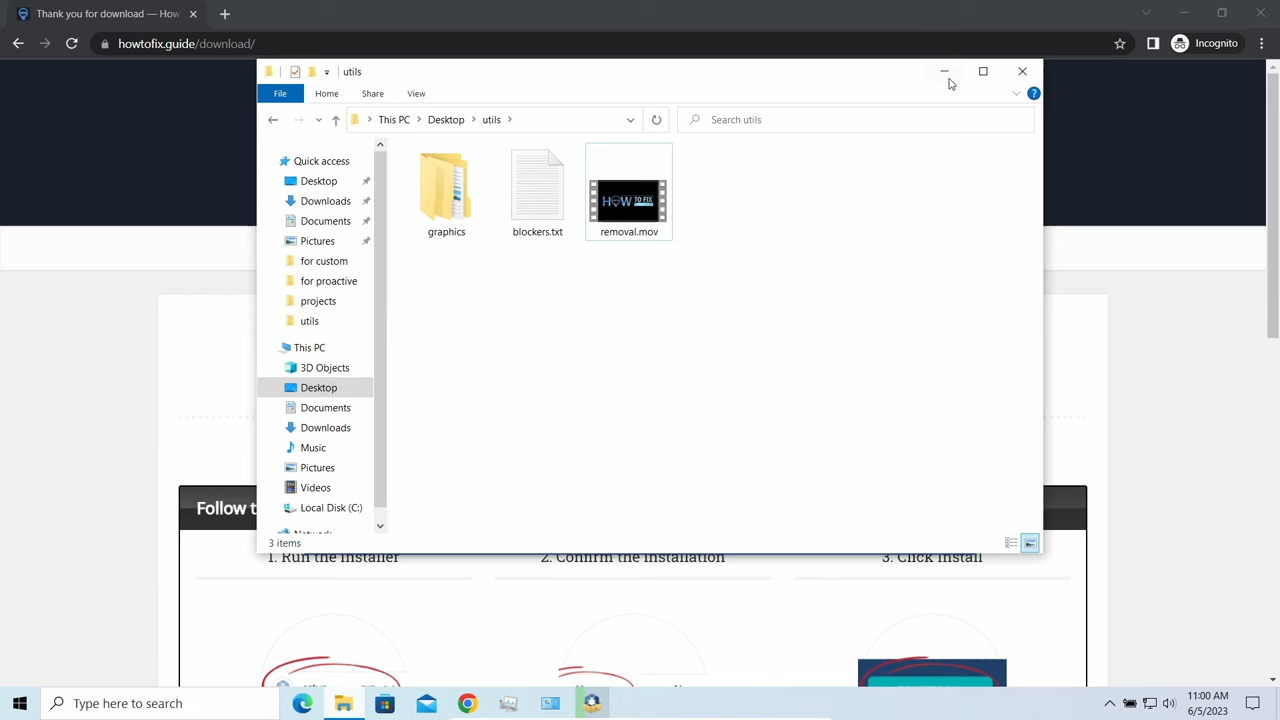 Thank you for download — How
howtofix.guide/download/
Incognito
utils
File
Home
Share
View
This PC
Desktop
utils
Search utils
Quick access
Desktop
Downloads
Documents
Pictures
for custom
for proactive
projects
utils
This PC
3D Objects
Desktop
Documents
Downloads
Music
Pictures
Videos
Local Disk (C:)
graphics
blockers.txt
HOW TO FIX
removal.mov
3 items
Follow t
1. Run the installer
2. Confirm the installation
3. Click Install
Type here to search
11:00 AM
6/5/2023